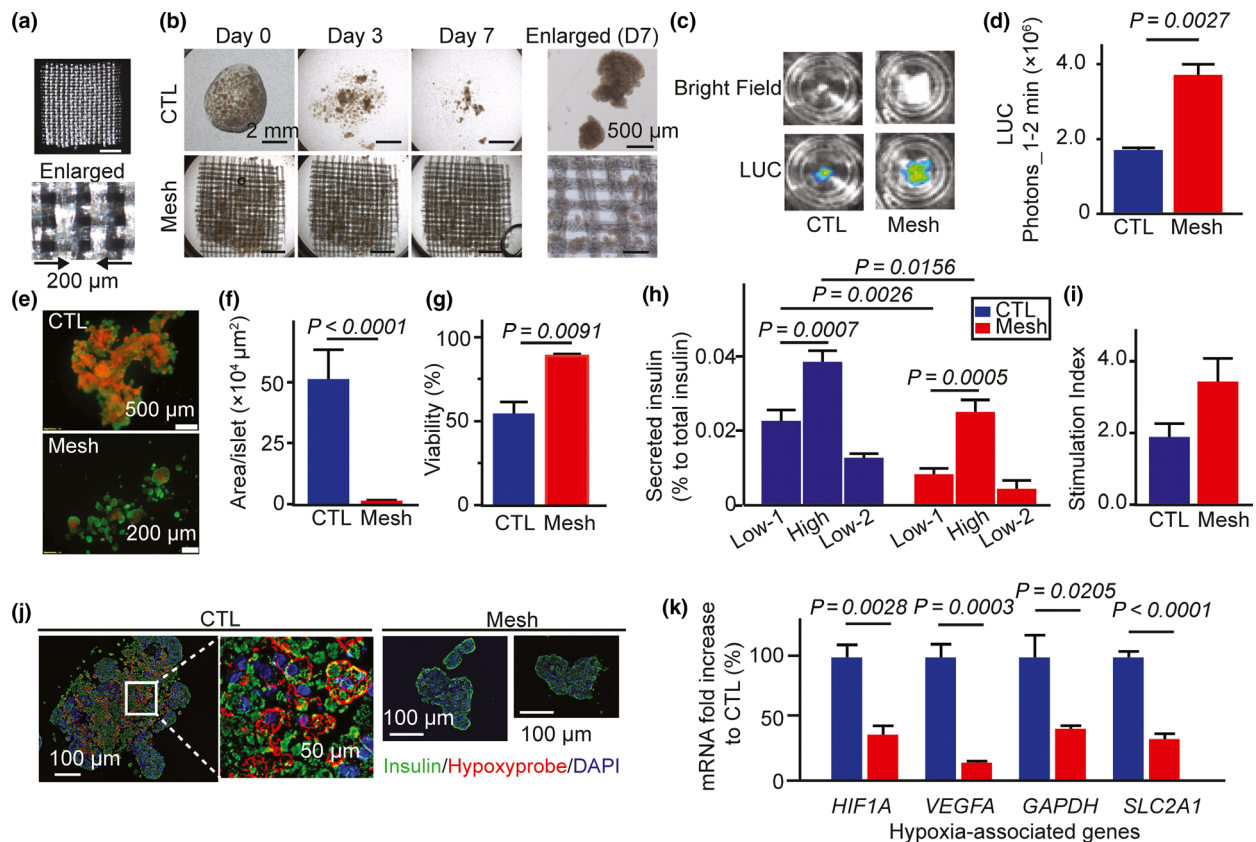 (a)
Enlarged
200 µm
(b)
Day 0
Day 3
Day 7
Enlarged (D7)
CTL
2 mm
500 µm
Mesh
(c)
Bright Field
LUC
CTL
Mesh
(d)
P = 0.0027
LUC
Photons_1-2 min (×10⁶)
4.0
2.0
0
CTL
Mesh
(e)
CTL
500 µm
Mesh
200 µm
(f)
P < 0.0001
Area/islet (×10⁴ µm²)
50
25
0
CTL
Mesh
(g)
P = 0.0091
Viability (%)
100
50
0
CTL
Mesh
(h)
P = 0.0156
P = 0.0026
P = 0.0007
P = 0.0005
CTL
Mesh
Secreted insulin
(% to total insulin)
0.04
0.02
0
Low-1
High
Low-2
Low-1
High
Low-2
(i)
Stimulation Index
4.0
2.0
0.0
CTL
Mesh
(j)
CTL
Mesh
100 µm
50 µm
100 µm
100 µm
Insulin/Hypoxyprobe/DAPI
(k)
P = 0.0028
P = 0.0003
P = 0.0205
P < 0.0001
mRNA fold increase
to CTL (%)
100
50
0
HIF1A
VEGFA
GAPDH
SLC2A1
Hypoxia-associated genes